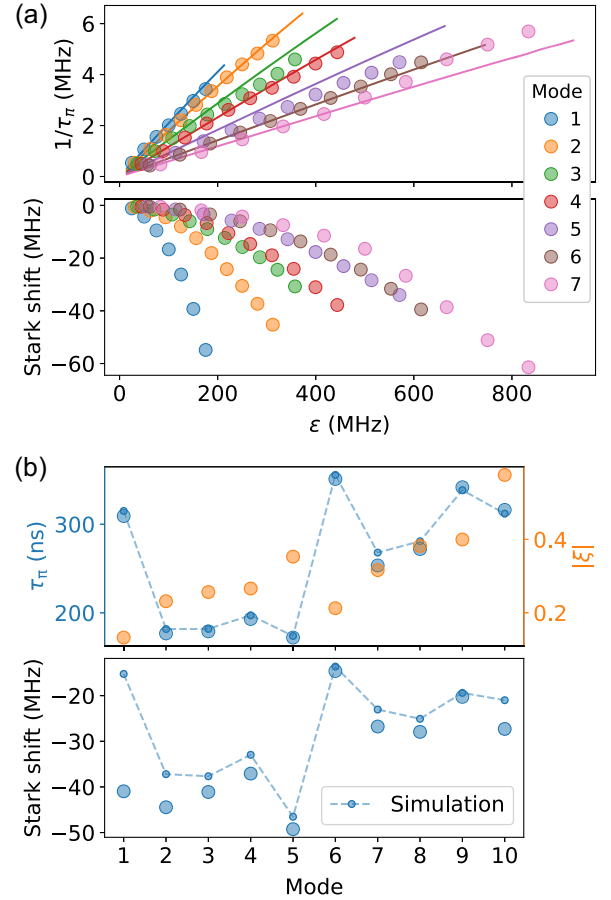 (a)
6
4
2
0
1/τπ (MHz)
Mode
1
2
3
4
5
6
7
0
−20
−40
−60
Stark shift (MHz)
0 200 400 600 800
ε (MHz)
(b)
300
200
τπ (ns)
0.4
0.2
|ξ|
−20
−30
−40
−50
Stark shift (MHz)
Simulation
1 2 3 4 5 6 7 8 9 10
Mode